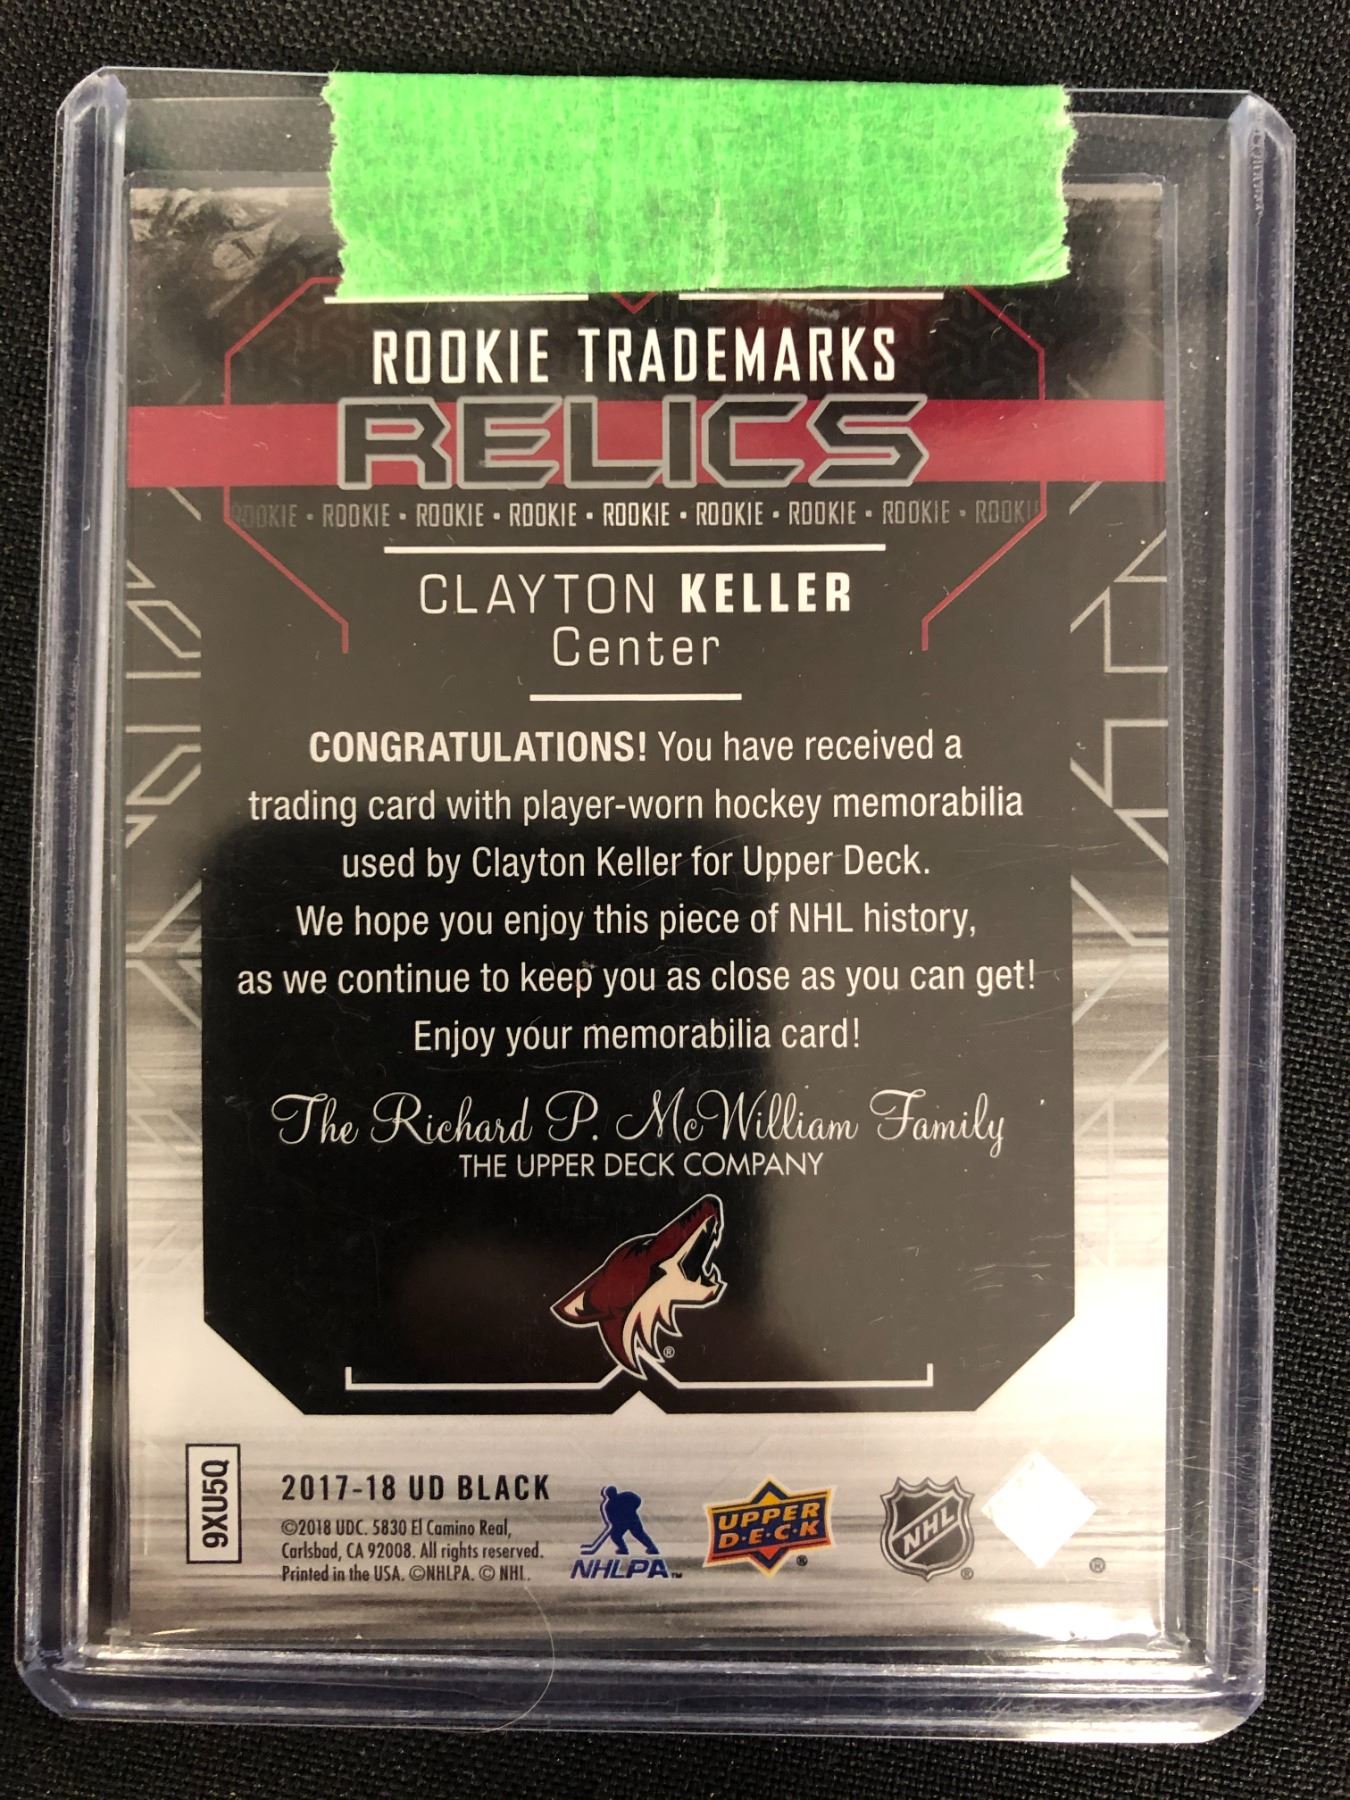 ROOKIE TRADEMARKS
RELICS
ROOKIE • ROOKIE • ROOKIE • ROOKIE • ROOKIE • ROOKIE • ROOKIE • ROOKIE • ROOKI
CLAYTON KELLER
Center
CONGRATULATIONS! You have received a
trading card with player-worn hockey memorabilia
used by Clayton Keller for Upper Deck.
We hope you enjoy this piece of NHL history,
as we continue to keep you as close as you can get!
Enjoy your memorabilia card!
The Richard P. McWilliam Family
THE UPPER DECK COMPANY
®
9XU5Q
2017-18 UD BLACK
©2018 UDC. 5830 El Camino Real,
Carlsbad, CA 92008. All rights reserved.
Printed in the USA. ©NHLPA. © NHL.
NHLPA™
UPPER
D•E•C•K
®
NHL
®
®